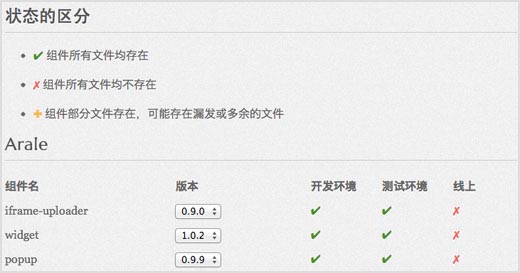 状态的区分
✔ 组件所有文件均存在
✗ 组件所有文件均不存在
✚ 组件部分文件存在，可能存在漏发或多余的文件
Arale
组件名 版本 开发环境 测试环境 线上
iframe-uploader 0.9.0 ✔ ✔ ✗
widget 1.0.2 ✔ ✔ ✗
popup 0.9.9 ✔ ✔ ✗